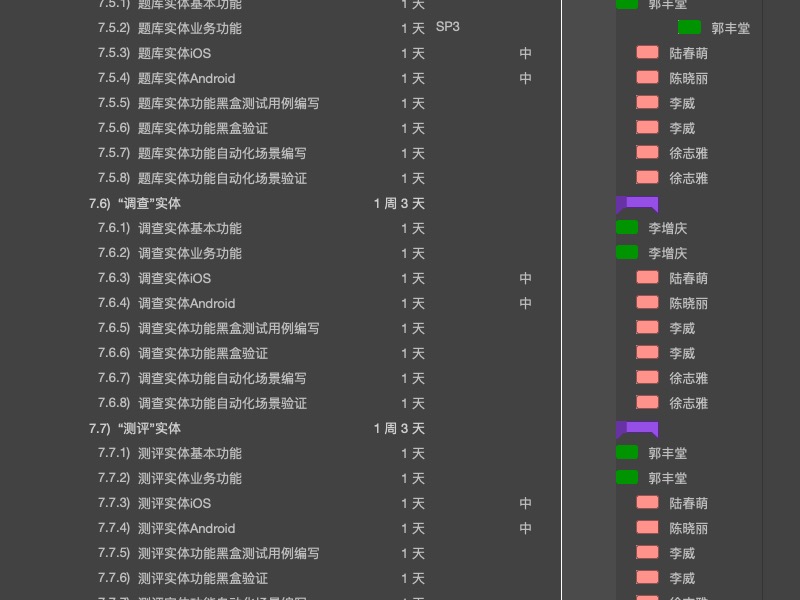 7.5.1) 题库实体基本功能 1 天 郭丰堂
7.5.2) 题库实体业务功能 1 天 SP3 郭丰堂
7.5.3) 题库实体iOS 1 天 中 陆春萌
7.5.4) 题库实体Android 1 天 中 陈晓丽
7.5.5) 题库实体功能黑盒测试用例编写 1 天 李威
7.5.6) 题库实体功能黑盒验证 1 天 李威
7.5.7) 题库实体功能自动化场景编写 1 天 徐志雅
7.5.8) 题库实体功能自动化场景验证 1 天 徐志雅
7.6) “调查”实体 1 周 3 天
7.6.1) 调查实体基本功能 1 天 李增庆
7.6.2) 调查实体业务功能 1 天 李增庆
7.6.3) 调查实体iOS 1 天 中 陆春萌
7.6.4) 调查实体Android 1 天 中 陈晓丽
7.6.5) 调查实体功能黑盒测试用例编写 1 天 李威
7.6.6) 调查实体功能黑盒验证 1 天 李威
7.6.7) 调查实体功能自动化场景编写 1 天 徐志雅
7.6.8) 调查实体功能自动化场景验证 1 天 徐志雅
7.7) “测评”实体 1 周 3 天
7.7.1) 测评实体基本功能 1 天 郭丰堂
7.7.2) 测评实体业务功能 1 天 郭丰堂
7.7.3) 测评实体iOS 1 天 中 陆春萌
7.7.4) 测评实体Android 1 天 中 陈晓丽
7.7.5) 测评实体功能黑盒测试用例编写 1 天 李威
7.7.6) 测评实体功能黑盒验证 1 天 李威